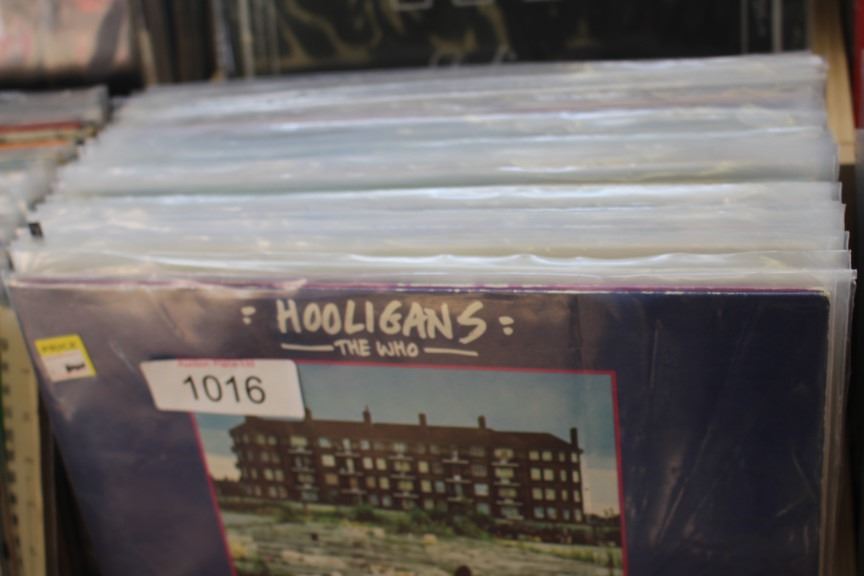 : HOOLIGANS :
THE WHO
PRICE
1016